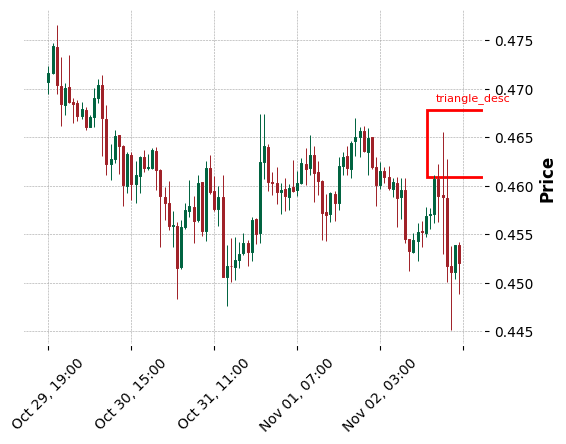 0.475
0.470
triangle_desc
0.465
0.460
0.455
0.450
0.445
Price
Oct 29, 19:00
Oct 30, 15:00
Oct 31, 11:00
Nov 01, 07:00
Nov 02, 03:00